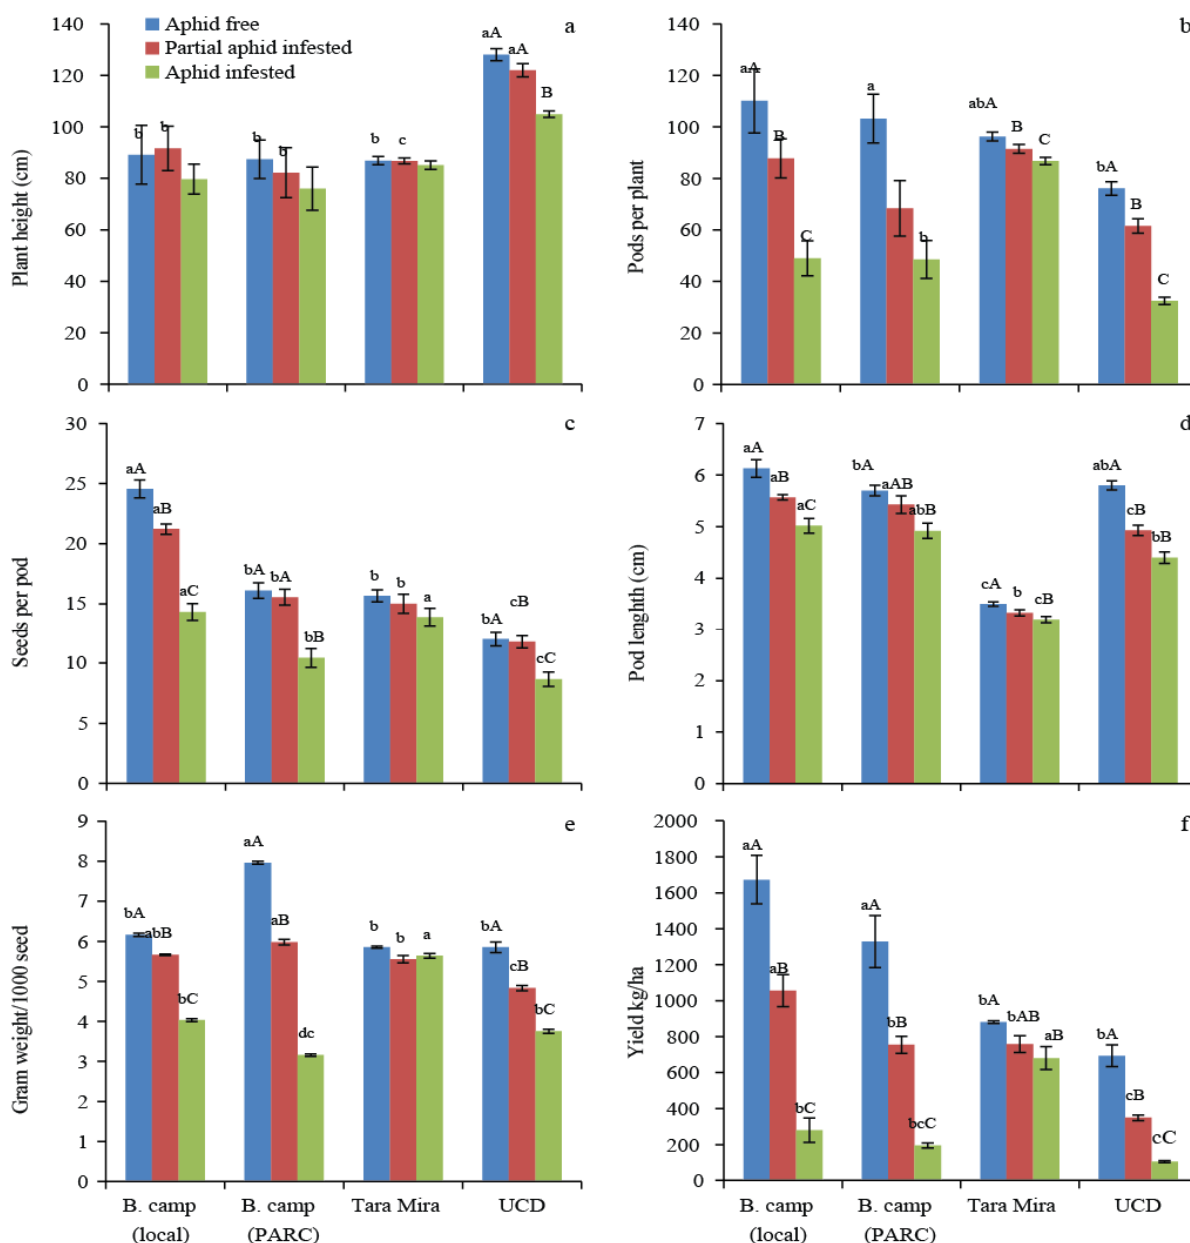 140
120
100
80
60
40
20
0
Plant height (cm)
Aphid free
Partial aphid infested
Aphid infested
a
b
b
b
b
b
c
aA
aA
B
140
120
100
80
60
40
20
0
Pods per plant
b
aA
B
C
a
b
abA
B
C
bA
B
C
30
25
20
15
10
5
0
Seeds per pod
c
aA
aB
aC
bA
bA
bB
b
b
a
bA
cB
cC
7
6
5
4
3
2
1
0
Pod lenghth (cm)
d
aA
aB
aC
bA
aAB
abB
cA
b
cB
abA
cB
bB
9
8
7
6
5
4
3
2
1
0
Gram weight/1000 seed
e
bA
abB
bC
aA
aB
dc
b
b
a
bA
cB
bC
B. camp
(local)
B. camp
(PARC)
Tara Mira
UCD
2000
1800
1600
1400
1200
1000
800
600
400
200
0
Yield kg/ha
f
aA
aB
bC
aA
bB
bcC
bA
bAB
aB
bA
cB
cC
B. camp
(local)
B. camp
(PARC)
Tara Mira
UCD